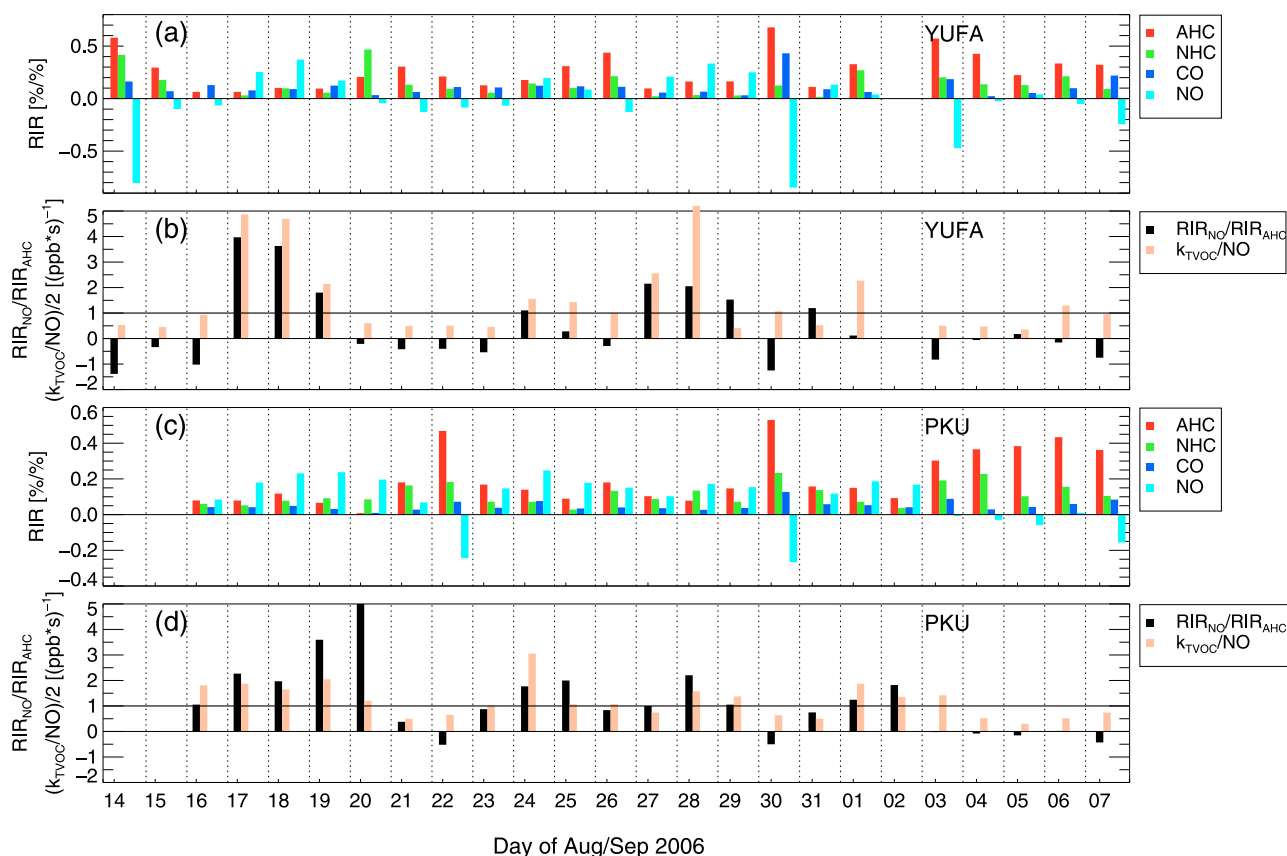 (a)
YUFA
RIR [%/%]
0.5
0.0
−0.5
AHC
NHC
CO
NO
(b)
YUFA
RIR_NO/RIR_AHC
(k_TVOC/NO)/2 [(ppb*s)^−1]
5
4
3
2
1
0
−1
−2
RIR_NO/RIR_AHC
k_TVOC/NO
(c)
PKU
RIR [%/%]
0.6
0.4
0.2
0.0
−0.2
−0.4
AHC
NHC
CO
NO
(d)
PKU
RIR_NO/RIR_AHC
(k_TVOC/NO)/2 [(ppb*s)^−1]
5
4
3
2
1
0
−1
−2
RIR_NO/RIR_AHC
k_TVOC/NO
14 15 16 17 18 19 20 21 22 23 24 25 26 27 28 29 30 31 01 02 03 04 05 06 07
Day of Aug/Sep 2006